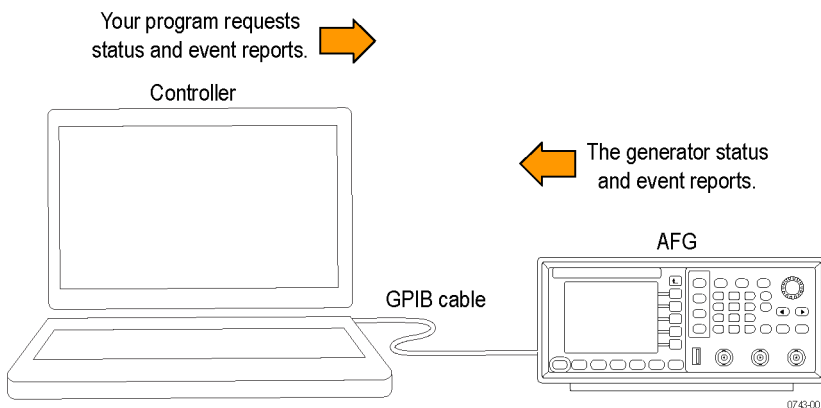 Your program requests
status and event reports.
Controller
The generator status
and event reports.
AFG
GPIB cable
0743-00